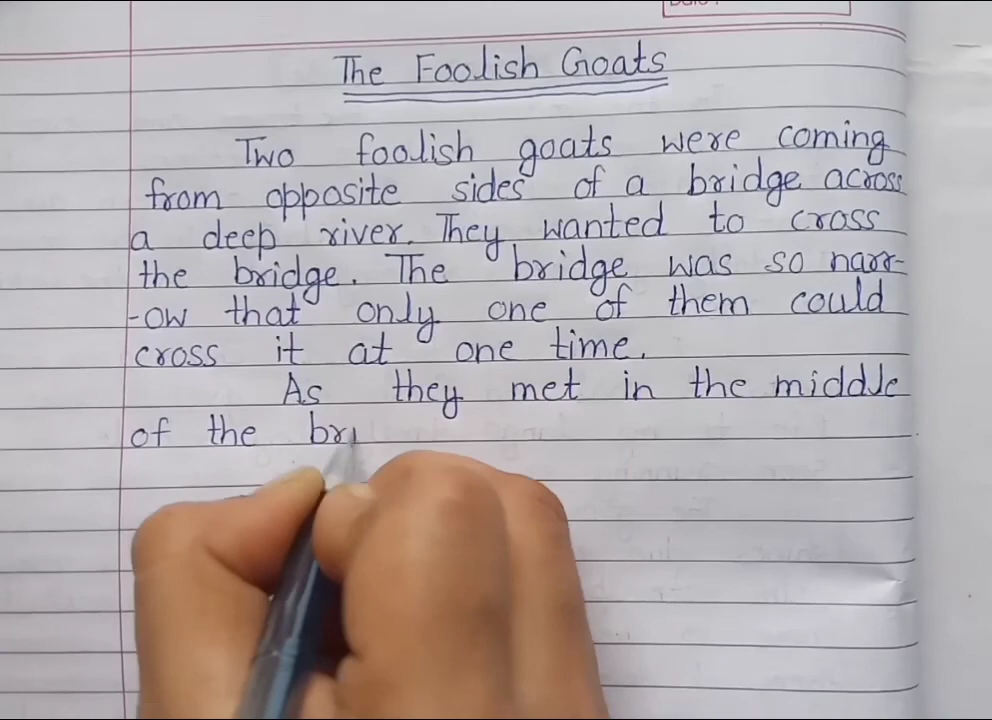 The Foolish Goats
Two foolish goats were coming
from opposite sides of a bridge across
a deep river. They wanted to cross
the bridge. The bridge was so narr-
-ow that only one of them could
cross it at one time.
As they met in the middle
of the bri